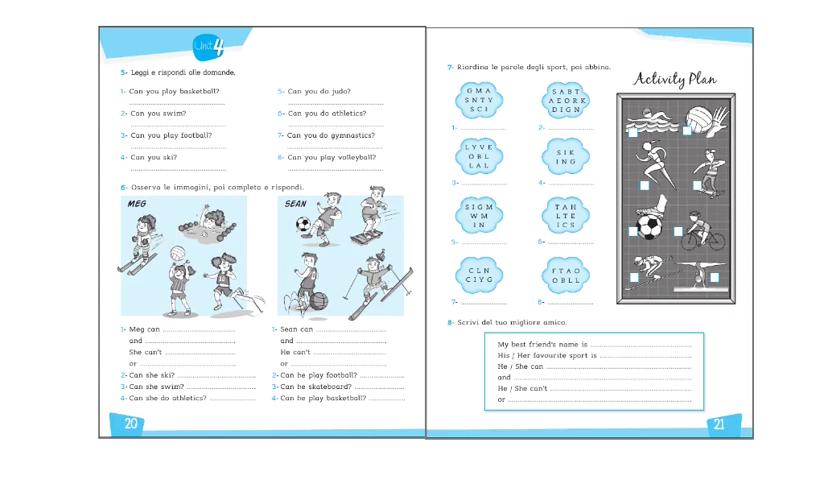 Unit 4
5- Leggi e rispondi alle domande.
1- Can you play basketball?
2- Can you swim?
3- Can you play football?
4- Can you ski?
5- Can you do judo?
6- Can you do athletics?
7- Can you do gymnastics?
8- Can you play volleyball?
6- Osserva le immagini, poi completa e rispondi.
MEG
SEAN
1- Meg can ..............................
and ..............................
She can't ..............................
or ..............................
2- Can she ski? ..............................
3- Can she swim? ..............................
4- Can she do athletics? ....................
1- Sean can ..............................
and ..............................
He can't ..............................
or ..............................
2- Can he play football? ....................
3- Can he skateboard? ....................
4- Can he play basketball? ...............
20
7- Riordina le parole degli sport, poi abbina.
G M A
S N T Y
S C I
1- ..............................
S A B T
A E O R K
D I G N
2- ..............................
L Y V E
O B L
L A L
3- ..............................
S I K
I N G
4- ..............................
S I G M
W M
I N
5- ..............................
T A H
L T E
I C S
6- ..............................
C L N
C I Y G
7- ..............................
F T A O
O B L L
8- ..............................
Activity Plan
8- Scrivi del tuo migliore amico.
My best friend's name is ..............................
His / Her favourite sport is ..............................
He / She can ..............................
and ..............................
He / She can't ..............................
or ..............................
21